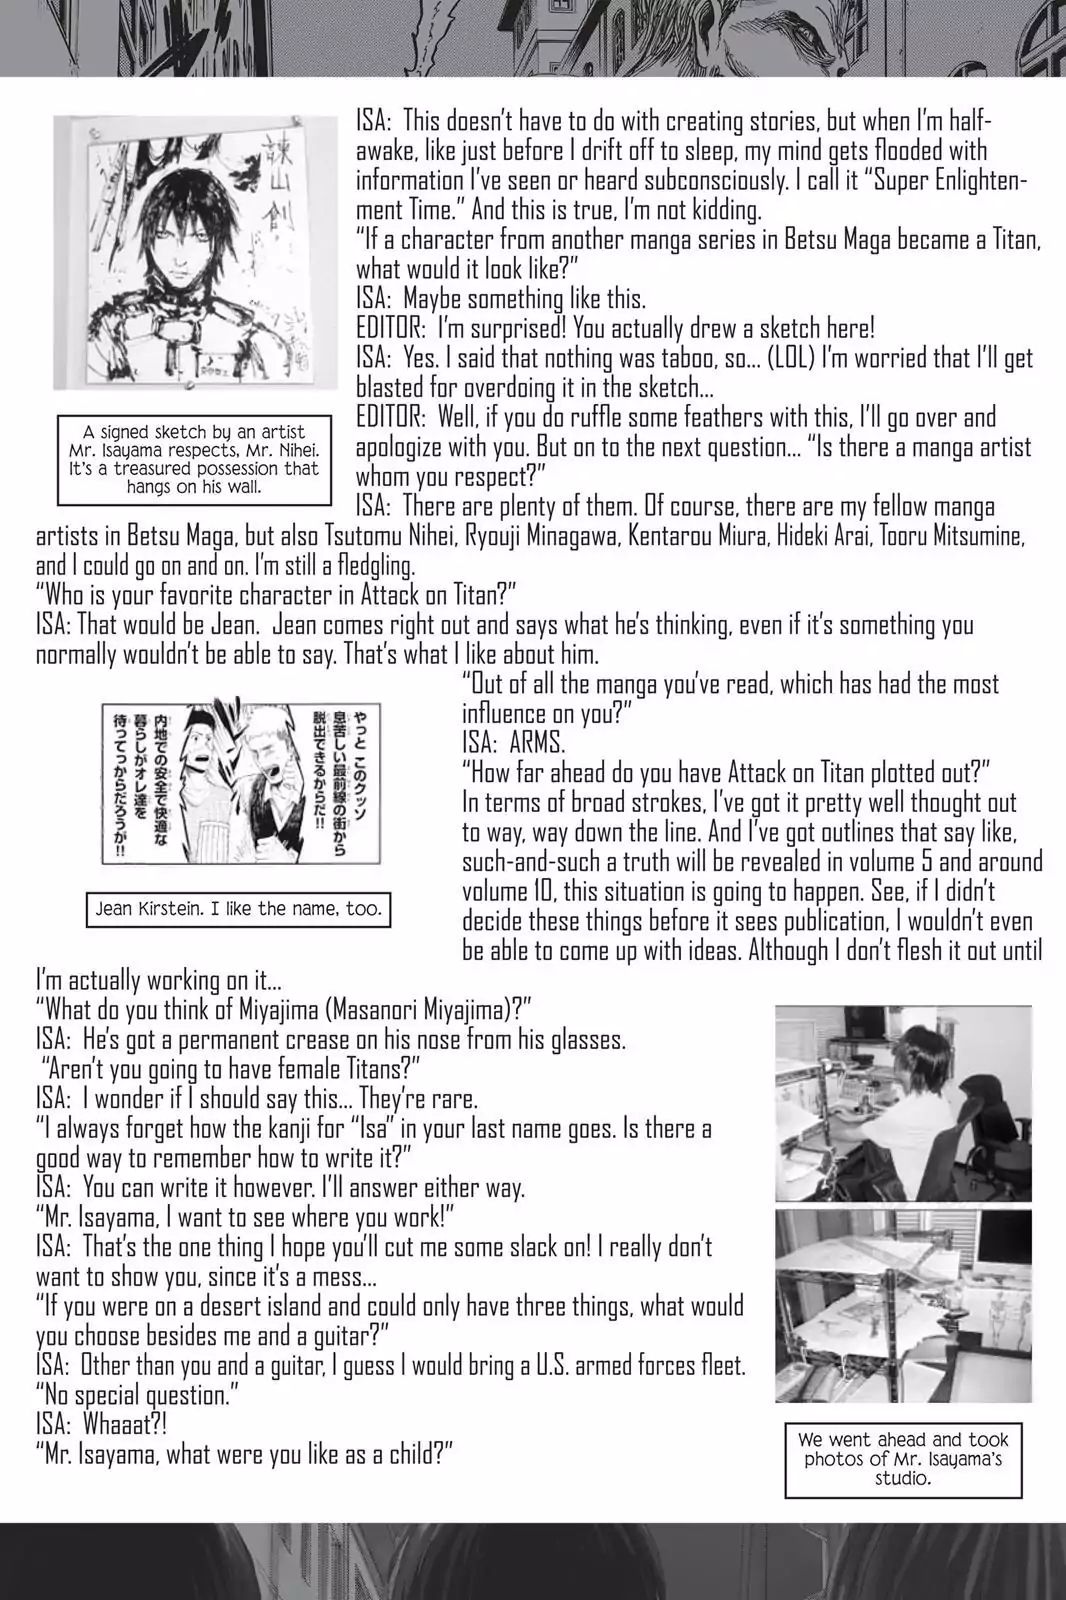 諫山創
ISA: This doesn't have to do with creating stories, but when I'm half-
awake, like just before I drift off to sleep, my mind gets flooded with
information I've seen or heard subconsciously. I call it "Super Enlighten-
ment Time." And this is true, I'm not kidding.
"If a character from another manga series in Betsu Maga became a Titan,
what would it look like?"
ISA: Maybe something like this.
EDITOR: I'm surprised! You actually drew a sketch here!
ISA: Yes. I said that nothing was taboo, so... (LOL) I'm worried that I'll get
blasted for overdoing it in the sketch...
EDITOR: Well, if you do ruffle some feathers with this, I'll go over and
apologize with you. But on to the next question... "Is there a manga artist
whom you respect?"
ISA: There are plenty of them. Of course, there are my fellow manga
artists in Betsu Maga, but also Tsutomu Nihei, Ryouji Minagawa, Kentarou Miura, Hideki Arai, Tooru Mitsumine,
and I could go on and on. I'm still a fledgling.
A signed sketch by an artist
Mr. Isayama respects, Mr. Nihei.
It's a treasured possession that
hangs on his wall.
"Who is your favorite character in Attack on Titan?"
ISA: That would be Jean. Jean comes right out and says what he's thinking, even if it's something you
normally wouldn't be able to say. That's what I like about him.
"Out of all the manga you've read, which has had the most
influence on you?"
ISA: ARMS.
"How far ahead do you have Attack on Titan plotted out?"
In terms of broad strokes, I've got it pretty well thought out
to way, way down the line. And I've got outlines that say like,
such-and-such a truth will be revealed in volume 5 and around
volume 10, this situation is going to happen. See, if I didn't
decide these things before it sees publication, I wouldn't even
be able to come up with ideas. Although I don't flesh it out until
I'm actually working on it...
やっと このクッソ
息苦しい最前線の街から
脱出できるからだ!!
内地での安全で快適な
暮らしがオレ達を
待ってっからだろうが!!
Jean Kirstein. I like the name, too.
"What do you think of Miyajima (Masanori Miyajima)?"
ISA: He's got a permanent crease on his nose from his glasses.
"Aren't you going to have female Titans?"
ISA: I wonder if I should say this... They're rare.
"I always forget how the kanji for "Isa" in your last name goes. Is there a
good way to remember how to write it?"
ISA: You can write it however. I'll answer either way.
"Mr. Isayama, I want to see where you work!"
ISA: That's the one thing I hope you'll cut me some slack on! I really don't
want to show you, since it's a mess...
"If you were on a desert island and could only have three things, what would
you choose besides me and a guitar?"
ISA: Other than you and a guitar, I guess I would bring a U.S. armed forces fleet.
"No special question."
ISA: Whaaat?!
"Mr. Isayama, what were you like as a child?"
We went ahead and took
photos of Mr. Isayama's
studio.